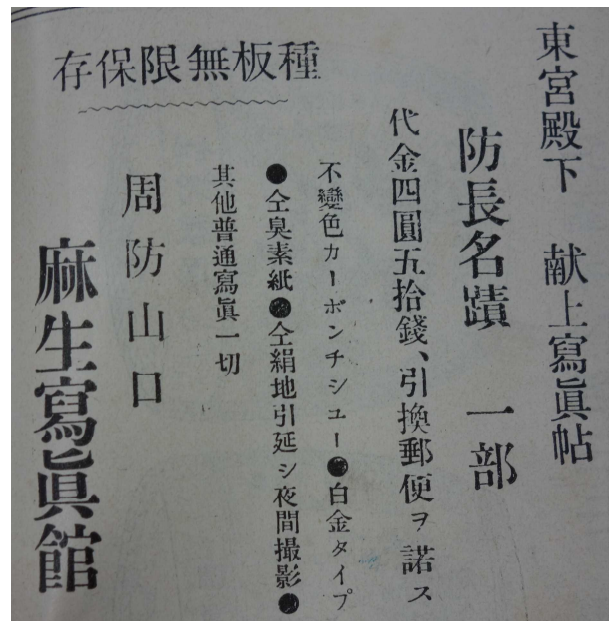 東宮殿下　献上寫眞帖
防長名蹟　一部
代金四圓五拾錢、引換郵便ヲ諾ス
不變色カーボンチシユー●白金タイプ
●仝臭素紙●仝絹地引延シ夜間撮影●
其他普通寫眞一切
存保限無板種
周防山口
麻生寫眞館